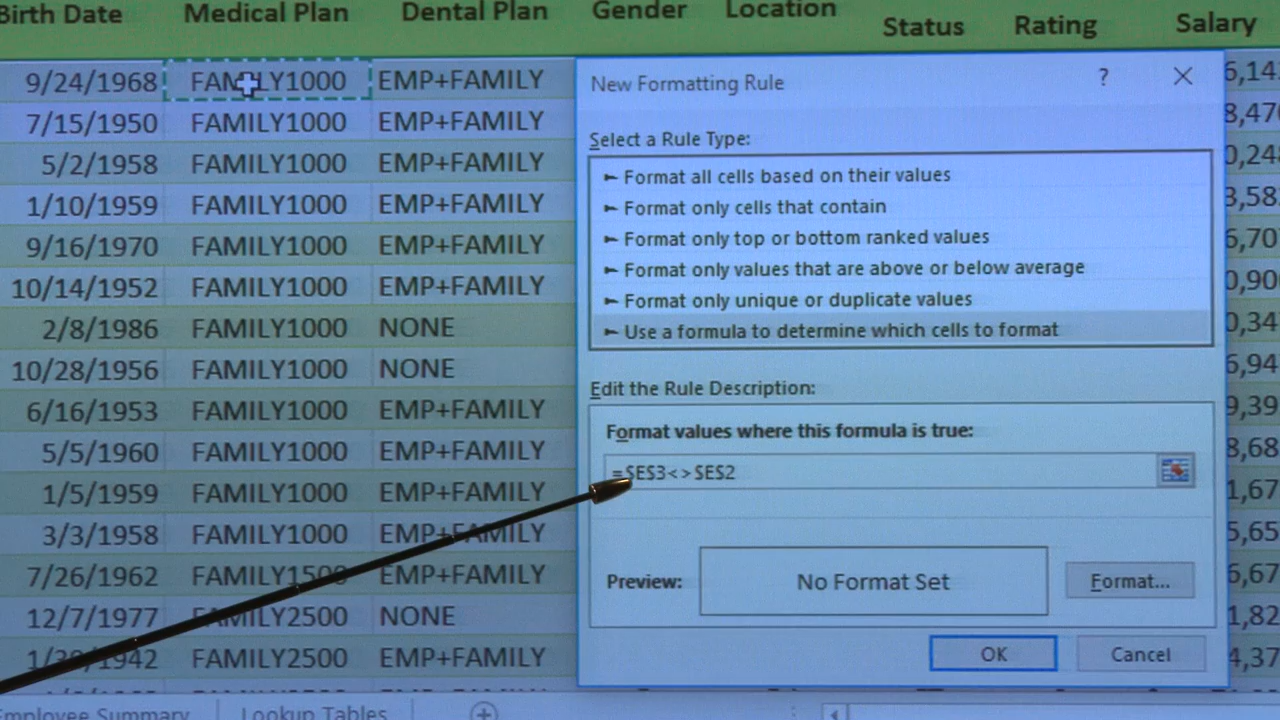 Birth Date Medical Plan Dental Plan Gender Location Status Rating Salary
9/24/1968 FAMILY1000 EMP+FAMILY
7/15/1950 FAMILY1000 EMP+FAMILY
5/2/1958 FAMILY1000 EMP+FAMILY
1/10/1959 FAMILY1000 EMP+FAMILY
9/16/1970 FAMILY1000 EMP+FAMILY
10/14/1952 FAMILY1000 EMP+FAMILY
2/8/1986 FAMILY1000 NONE
10/28/1956 FAMILY1000 NONE
6/16/1953 FAMILY1000 EMP+FAMILY
5/5/1960 FAMILY1000 EMP+FAMILY
1/5/1959 FAMILY1000 EMP+FAMILY
3/3/1958 FAMILY1000 EMP+FAMILY
7/26/1962 FAMILY1500 EMP+FAMILY
12/7/1977 FAMILY2500 NONE
FAMILY2500 EMP+FAMILY
New Formatting Rule ? ×
Select a Rule Type:
► Format all cells based on their values
► Format only cells that contain
► Format only top or bottom ranked values
► Format only values that are above or below average
► Format only unique or duplicate values
► Use a formula to determine which cells to format
Edit the Rule Description:
Format values where this formula is true:
=$E$3<>$E$2
Preview: No Format Set Format...
OK Cancel
Employee Summary Lookup Tables